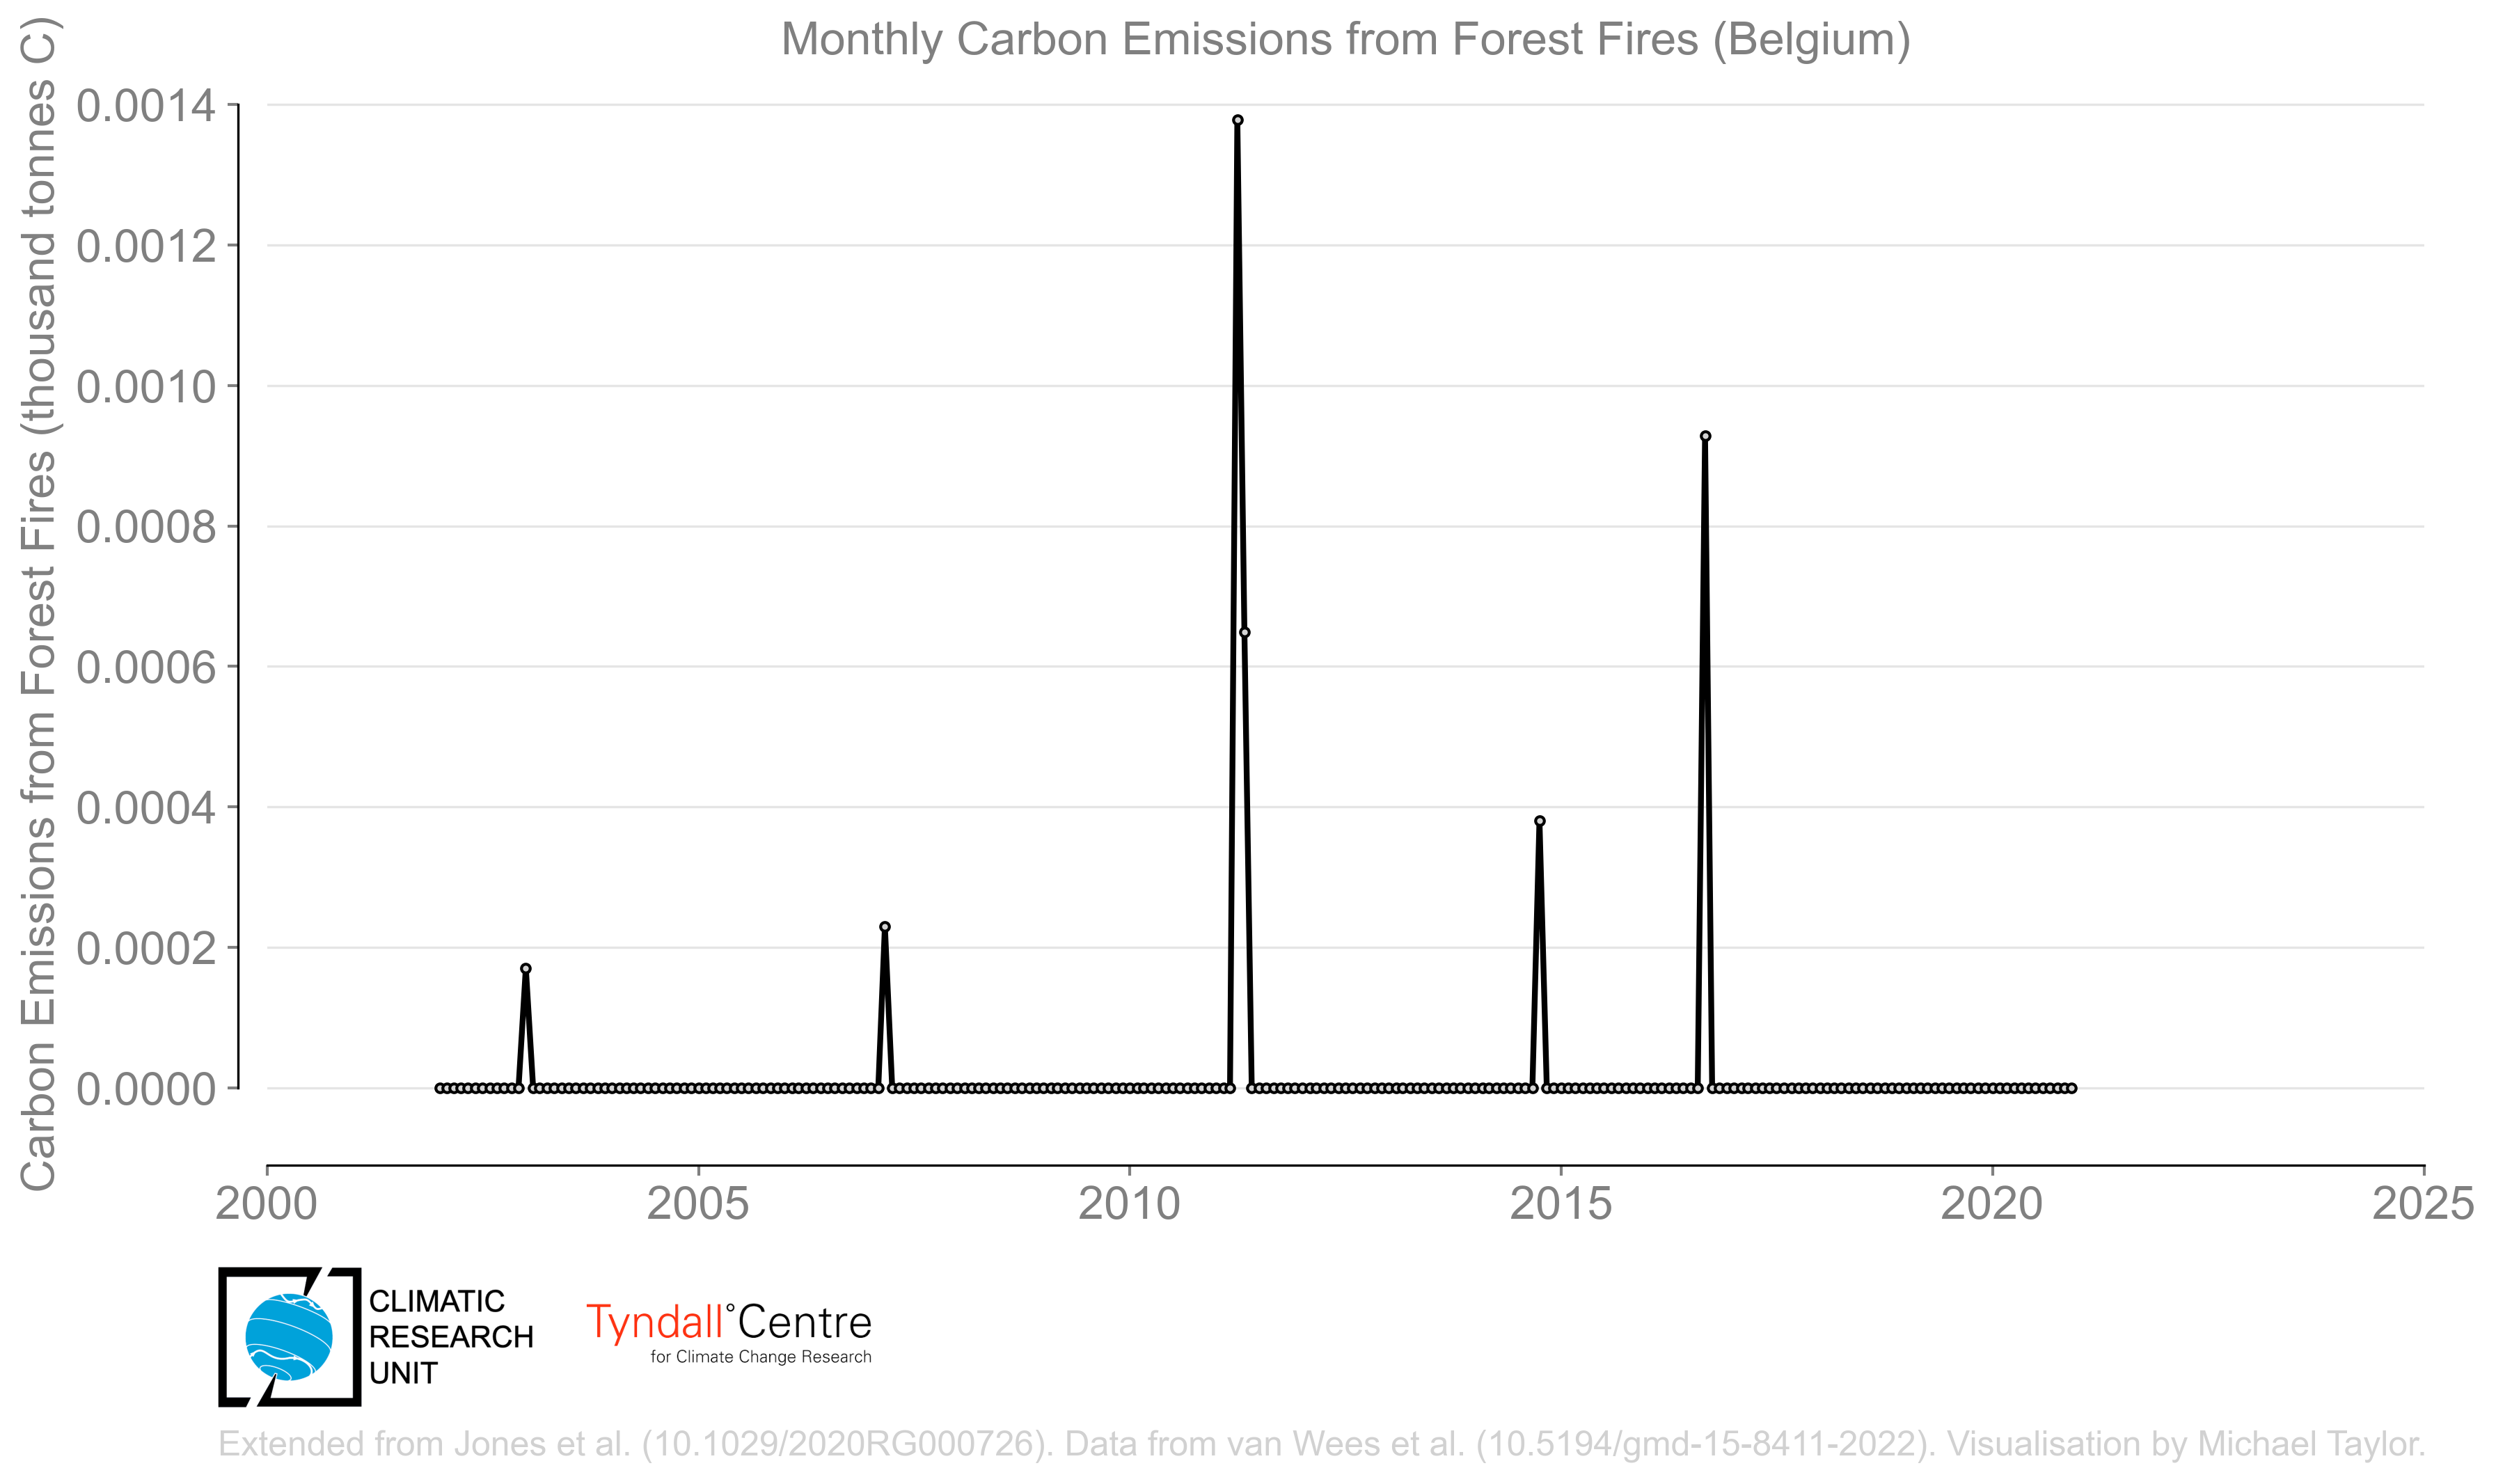 Monthly Carbon Emissions from Forest Fires (Belgium)
Carbon Emissions from Forest Fires (thousand tonnes C)
0.0014
0.0012
0.0010
0.0008
0.0006
0.0004
0.0002
0.0000
2000 2005 2010 2015 2020 2025
CLIMATIC
RESEARCH
UNIT
Tyndall°Centre
for Climate Change Research
Extended from Jones et al. (10.1029/2020RG000726). Data from van Wees et al. (10.5194/gmd-15-8411-2022). Visualisation by Michael Taylor.